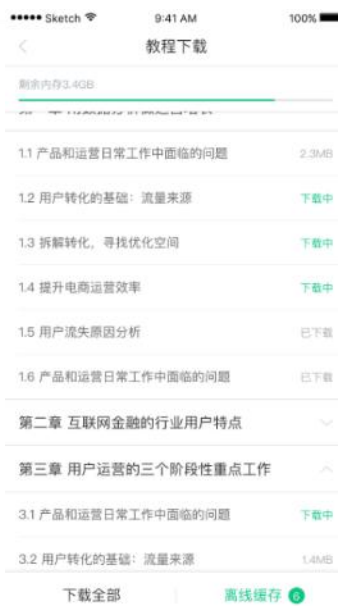 Sketch 9:41 AM 100%
教程下载
剩余内存3.4GB
1.1 产品和运营日常工作中面临的问题 2.3MB
1.2 用户转化的基础：流量来源 下载中
1.3 拆解转化，寻找优化空间 下载中
1.4 提升电商运营效率 下载中
1.5 用户流失原因分析 已下载
1.6 产品和运营日常工作中面临的问题 已下载
第二章 互联网金融的行业用户特点
第三章 用户运营的三个阶段性重点工作
3.1 产品和运营日常工作中面临的问题 下载中
3.2 用户转化的基础：流量来源 1.4MB
下载全部 离线缓存 6